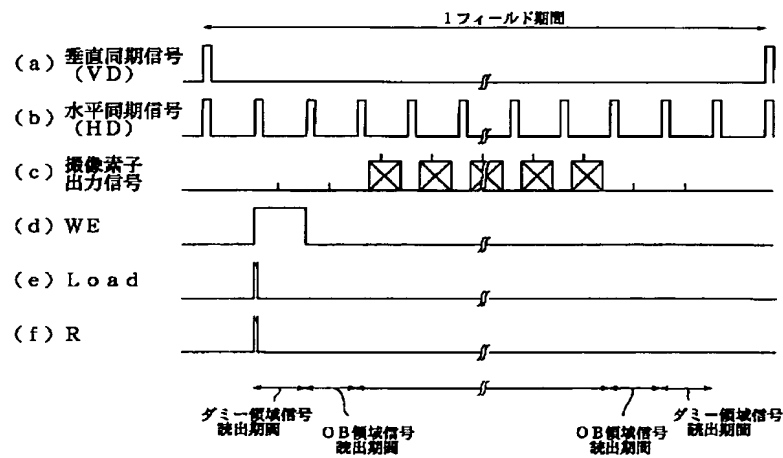 1フィールド期間
(a) 垂直同期信号
(VD)
(b) 水平同期信号
(HD)
(c) 撮像素子
出力信号
(d) WE
(e) Load
(f) R
ダミー領域信号
読出期間
OB領域信号
読出期間
OB領域信号
読出期間
ダミー領域信号
読出期間